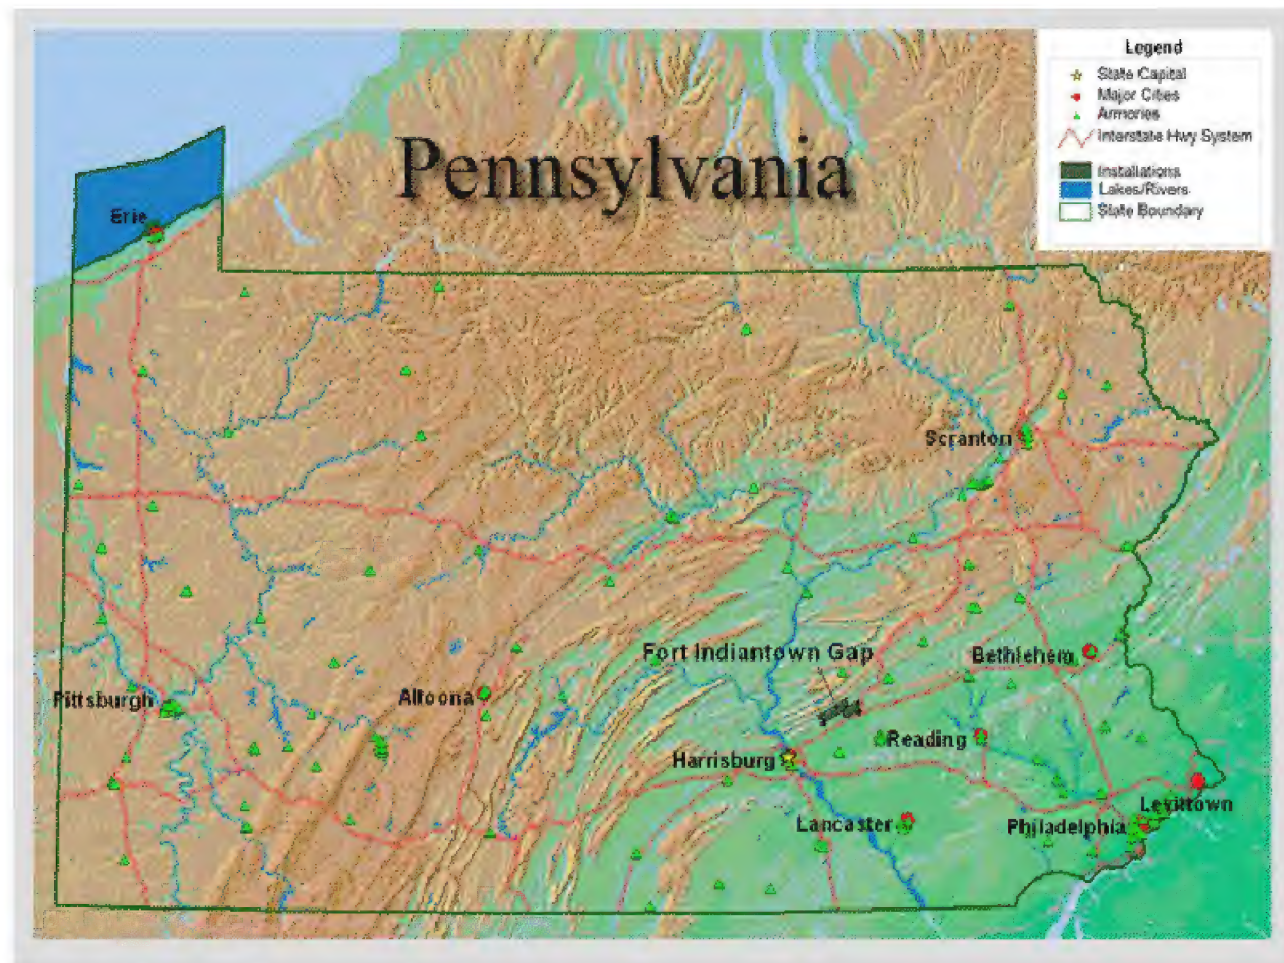 Legend
State Capital
Major Cities
Armories
Interstate Hwy System
Installations
Lakes/Rivers
State Boundary
Pennsylvania
Erie
Scranton
Fort Indiantown Gap
Bethlehem
Pittsburgh
Altoona
Reading
Harrisburg
Levittown
Lancaster
Philadelphia